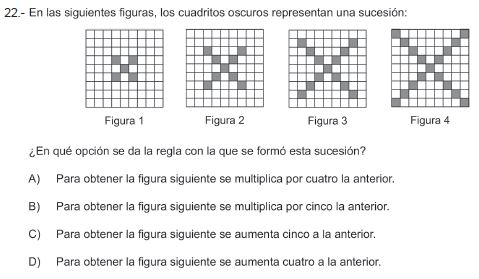 22.- En las siguientes figuras, los cuadritos oscuros representan una sucesión:
Figura 1 Figura 2 Figura 3 Figura 4
¿En qué opción se da la regla con la que se formó esta sucesión?
A) Para obtener la figura siguiente se multiplica por cuatro la anterior.
B) Para obtener la figura siguiente se multiplica por cinco la anterior.
C) Para obtener la figura siguiente se aumenta cinco a la anterior.
D) Para obtener la figura siguiente se aumenta cuatro a la anterior.